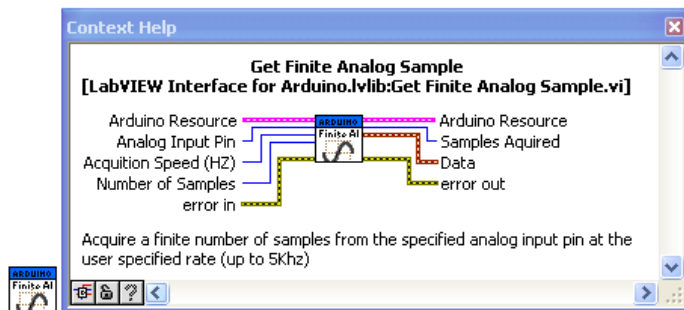 Context Help
Get Finite Analog Sample
[LabVIEW Interface for Arduino.lvlib:Get Finite Analog Sample.vi]
Arduino Resource
Analog Input Pin
Acquition Speed (HZ)
Number of Samples
error in
ARDUINO
Finite AI
Arduino Resource
Samples Aquired
Data
error out
Acquire a finite number of samples from the specified analog input pin at the
user specified rate (up to 5Khz)
ARDUINO
Finite AI
?